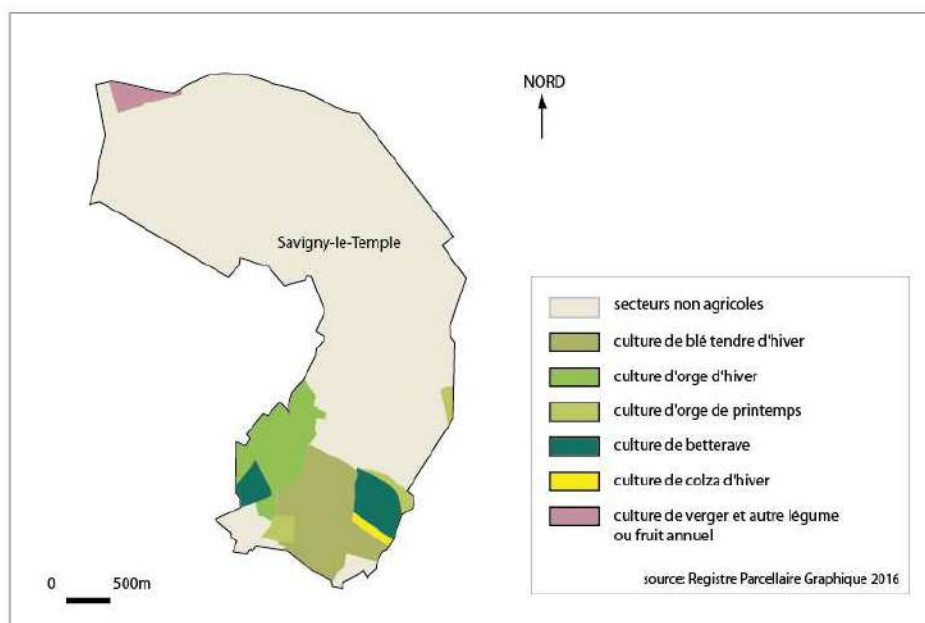 NORD
Savigny-le-Temple
secteurs non agricoles
culture de blé tendre d'hiver
culture d'orge d'hiver
culture d'orge de printemps
culture de betterave
culture de colza d'hiver
culture de verger et autre légume
ou fruit annuel
source: Registre Parcellaire Graphique 2016
0 500m